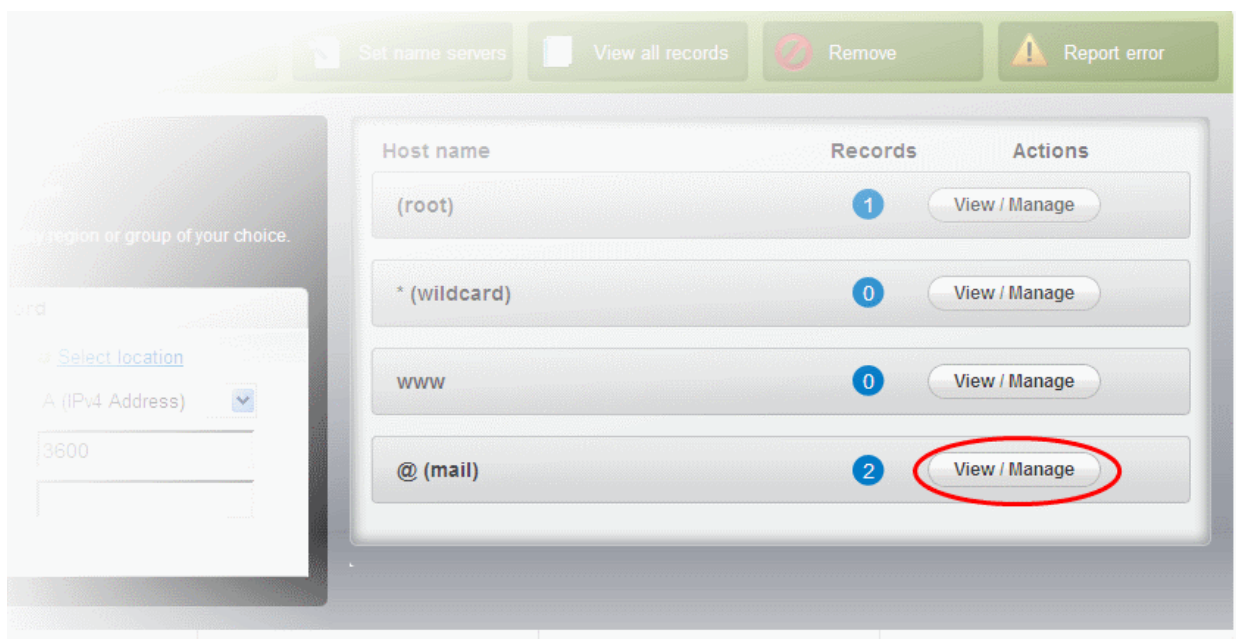 Set name servers
View all records
Remove
Report error
Host name Records Actions
(root) 1 View / Manage
region or group of your choice.
* (wildcard) 0 View / Manage
Select location
www 0 View / Manage
A (IPv4 Address)
3600
@ (mail) 2 View / Manage